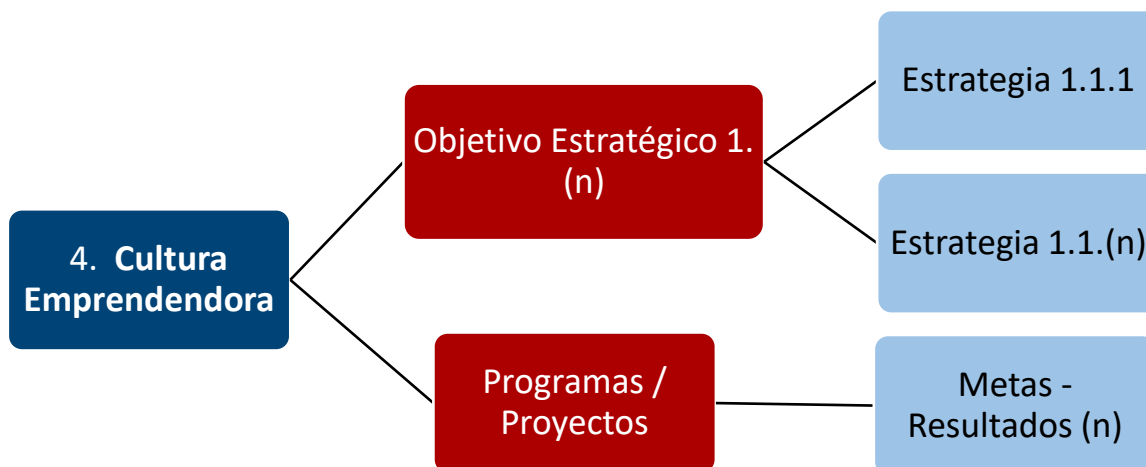 4. Cultura
Emprendendora
Objetivo Estratégico 1.
(n)
Estrategia 1.1.1
Estrategia 1.1.(n)
Programas /
Proyectos
Metas -
Resultados (n)